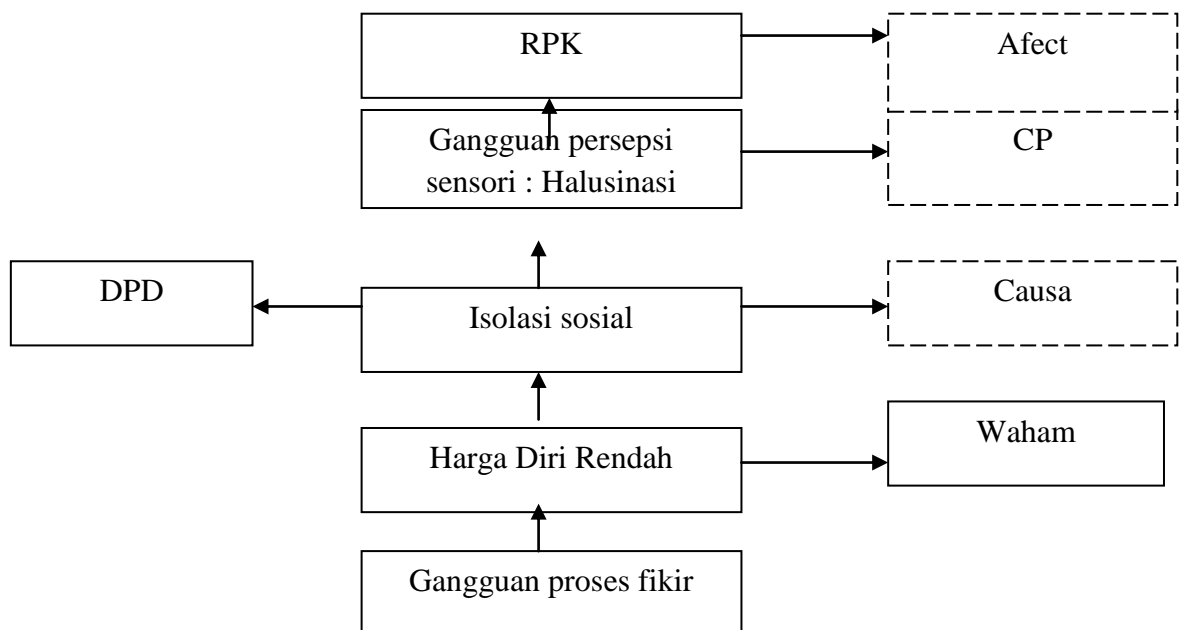 RPK
Afect
Gangguan persepsi
sensori : Halusinasi
CP
DPD
Isolasi sosial
Causa
Harga Diri Rendah
Waham
Gangguan proses fikir